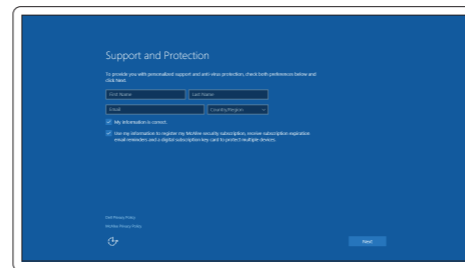 Support and Protection
To provide you with personalized support and anti-virus protection, check both preferences below and
click Next.
First Name
Last Name
Email
Country/Region
My information is correct.
Use my information to register my McAfee security subscription, receive subscription expiration
email reminders and a digital subscription key card to protect multiple devices.
Dell Privacy Policy
McAfee Privacy Policy
Next